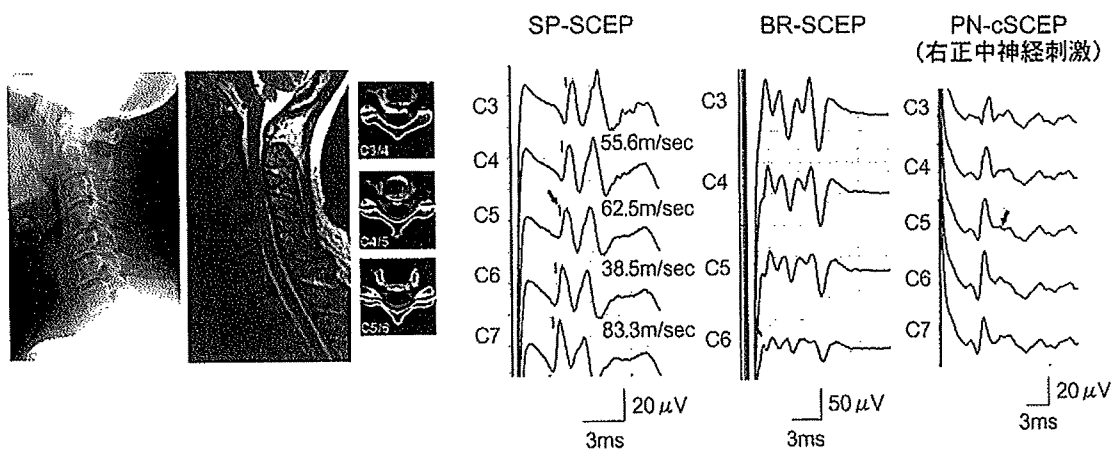 SP-SCEP
BR-SCEP
PN-cSCEP
(右正中神経刺激)
C3/4
C4/5
C5/6
C3
C4
C5
C6
C7
55.6m/sec
62.5m/sec
38.5m/sec
83.3m/sec
20μV
3ms
C3
C4
C5
C6
50μV
3ms
C3
C4
C5
C6
C7
20μV
3ms